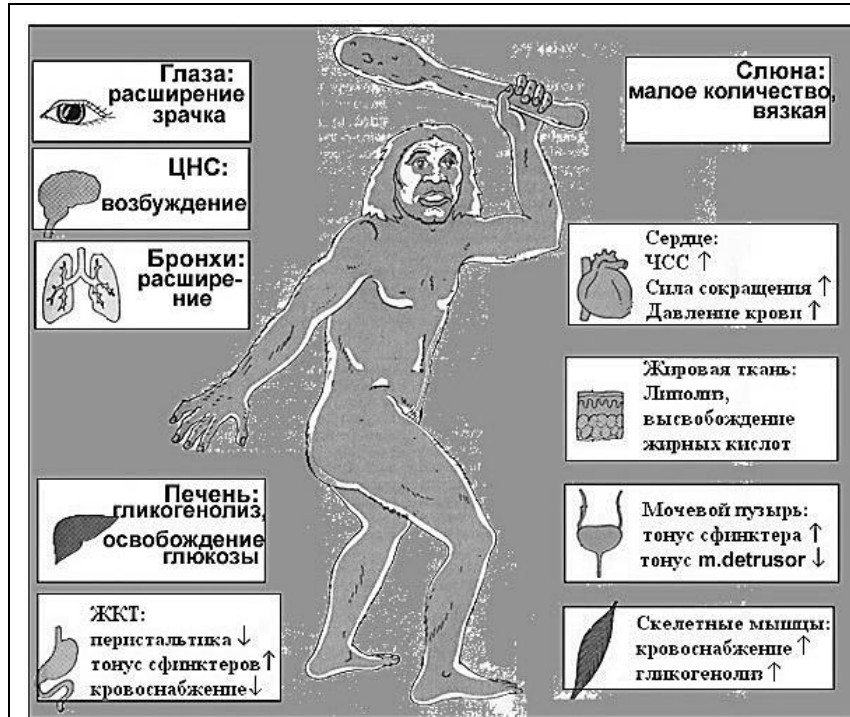 Глаза:
расширение
зрачка
ЦНС:
возбуждение
Бронхи:
расшире-
ние
Печень:
гликогенолиз,
освобождение
глюкозы
ЖКТ:
перистальтика ↓
тонус сфинктеров ↑
кровоснабжение ↓
Слюна:
малое количество,
вязкая
Сердце:
ЧСС ↑
Сила сокращения ↑
Давление крови ↑
Жировая ткань:
Липолиз,
высвобождение
жирных кислот
Мочевой пузырь:
тонус сфинктера ↑
тонус m.detrusor ↓
Скелетные мышцы:
кровоснабжение ↑
гликогенолиз ↑